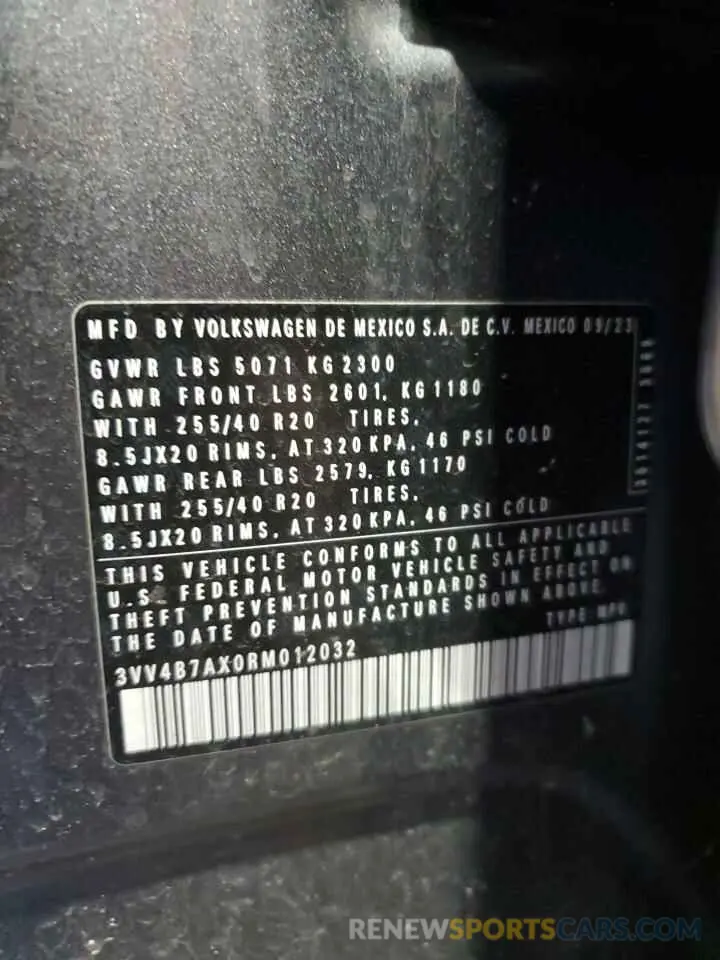 MFD BY VOLKSWAGEN DE MEXICO S.A. DE C.V. MEXICO 09/23
GVWR LBS 5071 KG 2300
GAWR FRONT LBS 2601, KG 1180
WITH 255/40 R20 TIRES,
8.5JX20 RIMS, AT 320 KPA, 46 PSI COLD
GAWR REAR LBS 2579, KG 1170
WITH 255/40 R20 TIRES,
8.5JX20 RIMS, AT 320 KPA, 46 PSI COLD
THIS VEHICLE CONFORMS TO ALL APPLICABLE
U.S. FEDERAL MOTOR VEHICLE SAFETY AND
THEFT PREVENTION STANDARDS IN EFFECT ON
THE DATE OF MANUFACTURE SHOWN ABOVE.
TYPE MPV
3VV4B7AX0RM012032
RENEWSPORTSCARS.COM